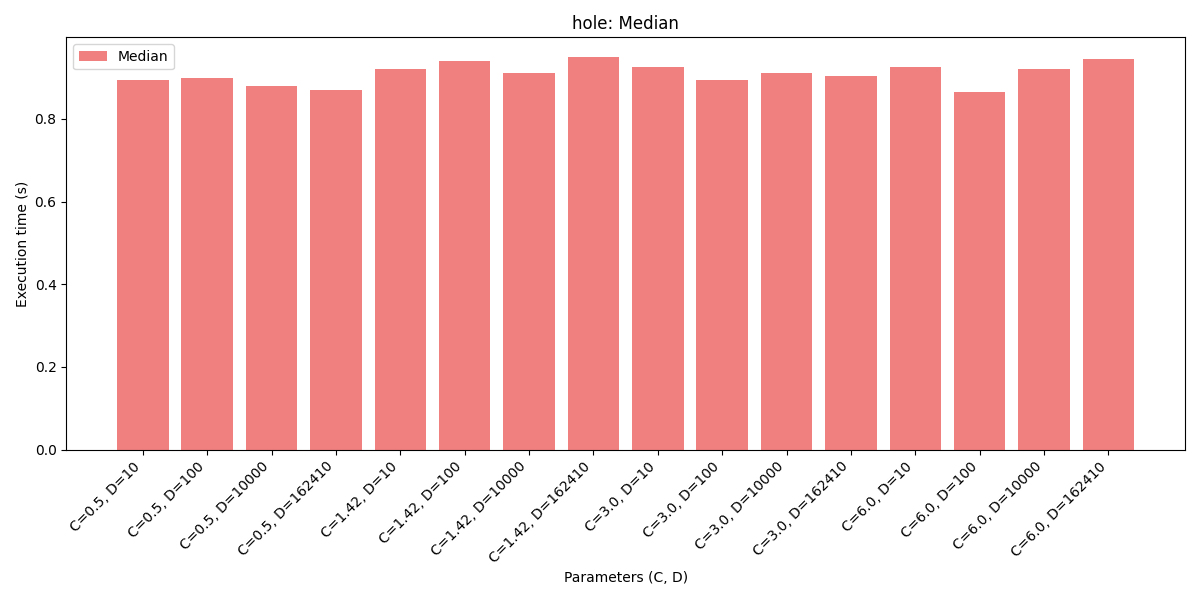 hole: Median
Median
Execution time (s)
0.8
0.6
0.4
0.2
0.0
C=0.5, D=10
C=0.5, D=100
C=0.5, D=10000
C=0.5, D=162410
C=1.42, D=10
C=1.42, D=100
C=1.42, D=10000
C=1.42, D=162410
C=3.0, D=10
C=3.0, D=100
C=3.0, D=10000
C=3.0, D=162410
C=6.0, D=10
C=6.0, D=100
C=6.0, D=10000
C=6.0, D=162410
Parameters (C, D)